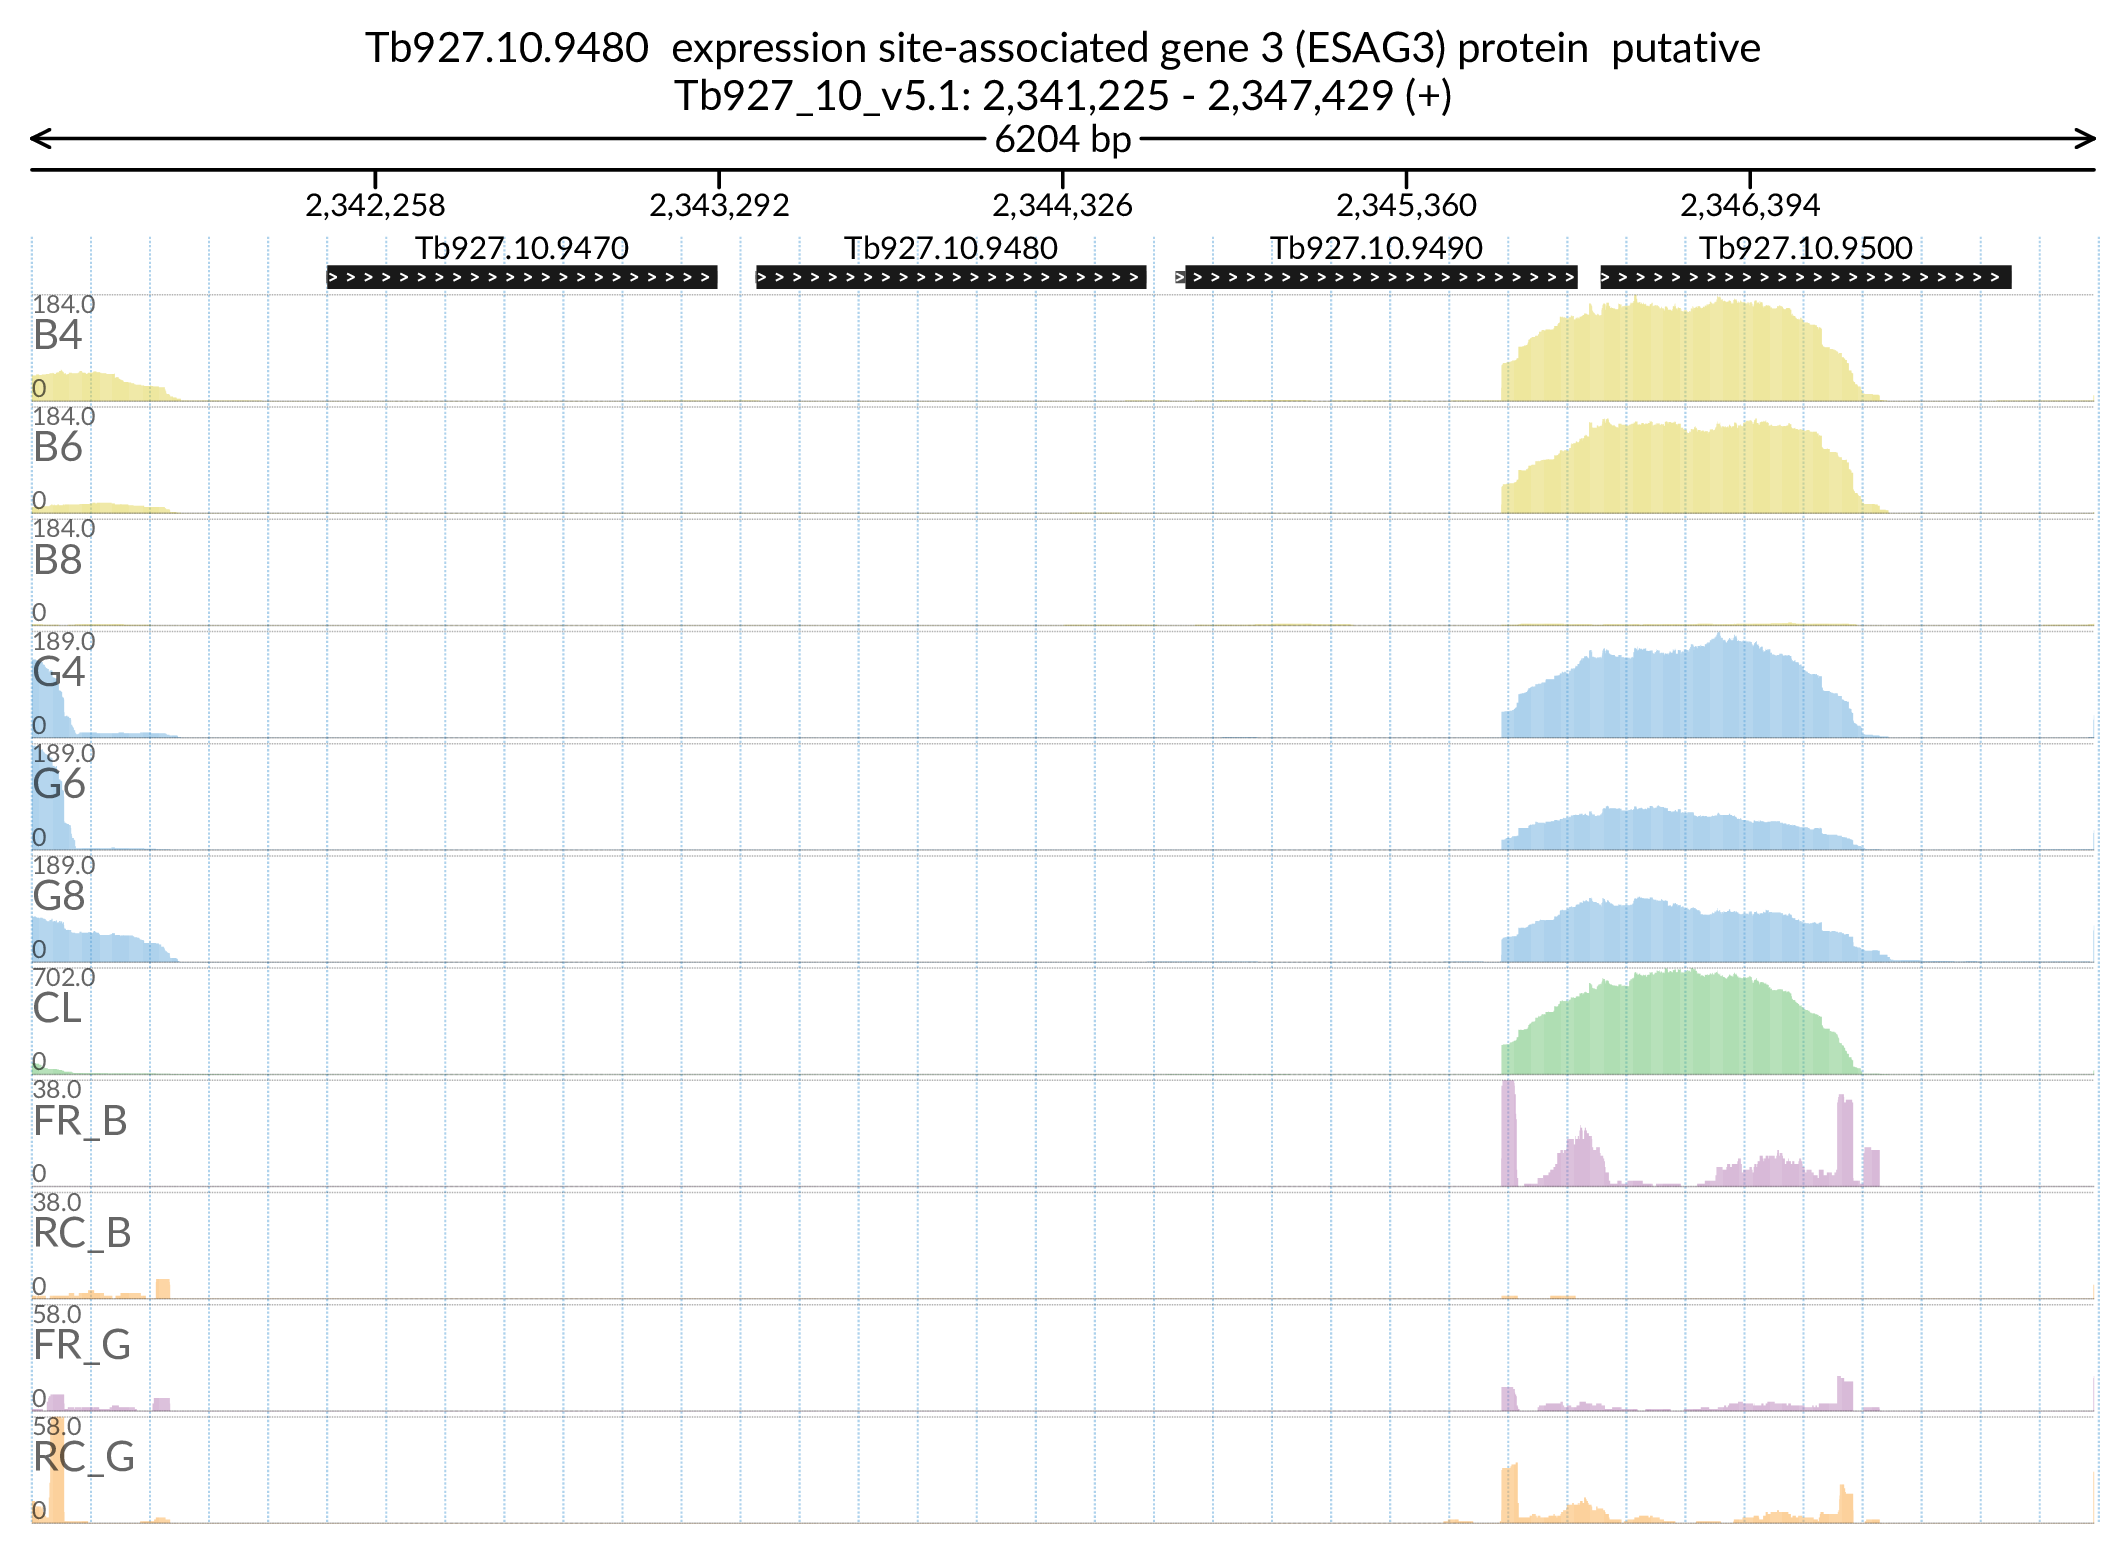 Tb927.10.9480  expression site-associated gene 3 (ESAG3) protein  putative
Tb927_10_v5.1: 2,341,225 - 2,347,429 (+)
6204 bp
2,342,258 2,343,292 2,344,326 2,345,360 2,346,394
Tb927.10.9470 Tb927.10.9480 Tb927.10.9490 Tb927.10.9500
184.0
B4
0
184.0
B6
0
184.0
B8
0
189.0
G4
0
189.0
G6
0
189.0
G8
0
702.0
CL
0
38.0
FR_B
0
38.0
RC_B
0
58.0
FR_G
0
58.0
RC_G
0